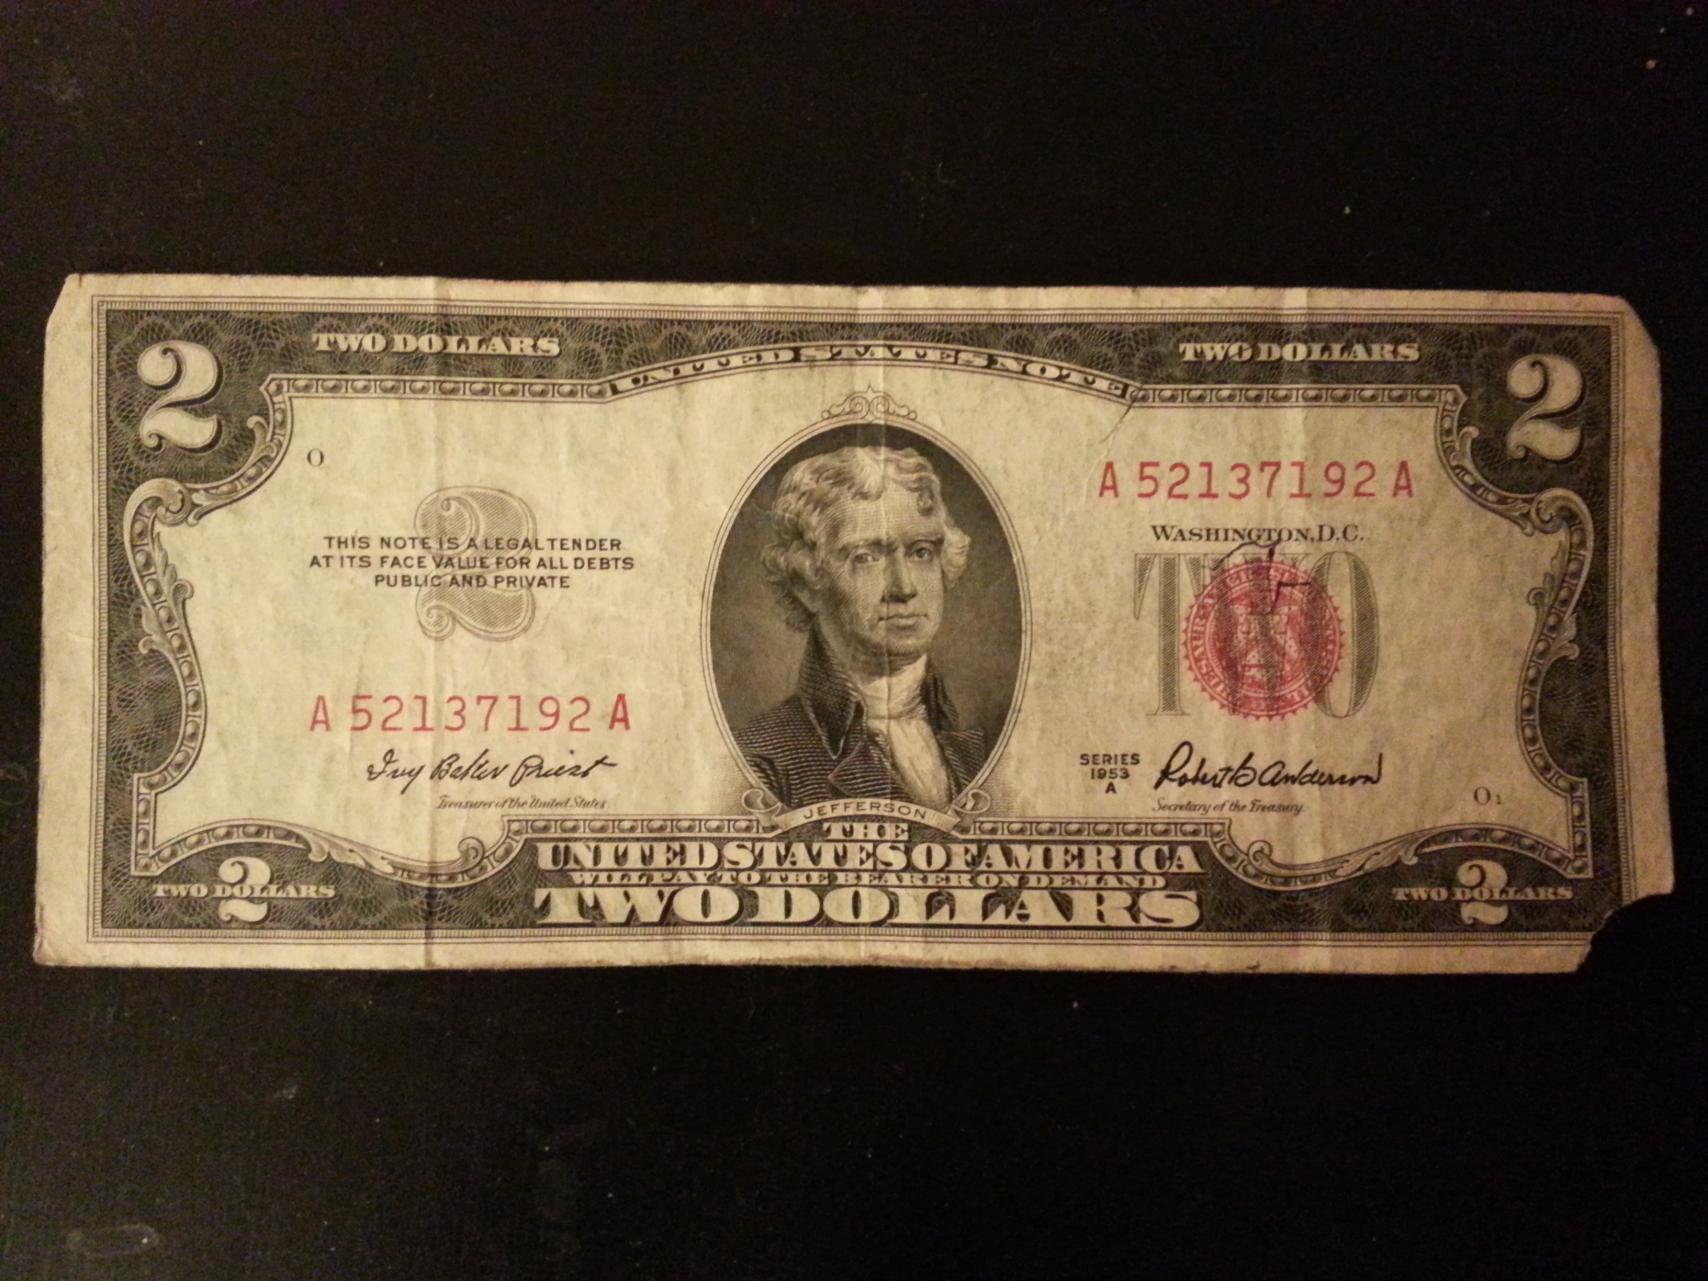 TWO DOLLARS
UNITED STATES NOTE
TWO DOLLARS
2
2
O
A 52137192 A
WASHINGTON, D.C.
2
TWO
THIS NOTE IS A LEGAL TENDER
AT ITS FACE VALUE FOR ALL DEBTS
PUBLIC AND PRIVATE
A 52137192 A
Ivy Baker Priest
Treasurer of the United States
SERIES
1953
A
Robert B Anderson
Secretary of the Treasury
O1
JEFFERSON
THE
UNITED STATES OF AMERICA
WILL PAY TO THE BEARER ON DEMAND
TWO DOLLARS
2
TWO DOLLARS
2
TWO DOLLARS